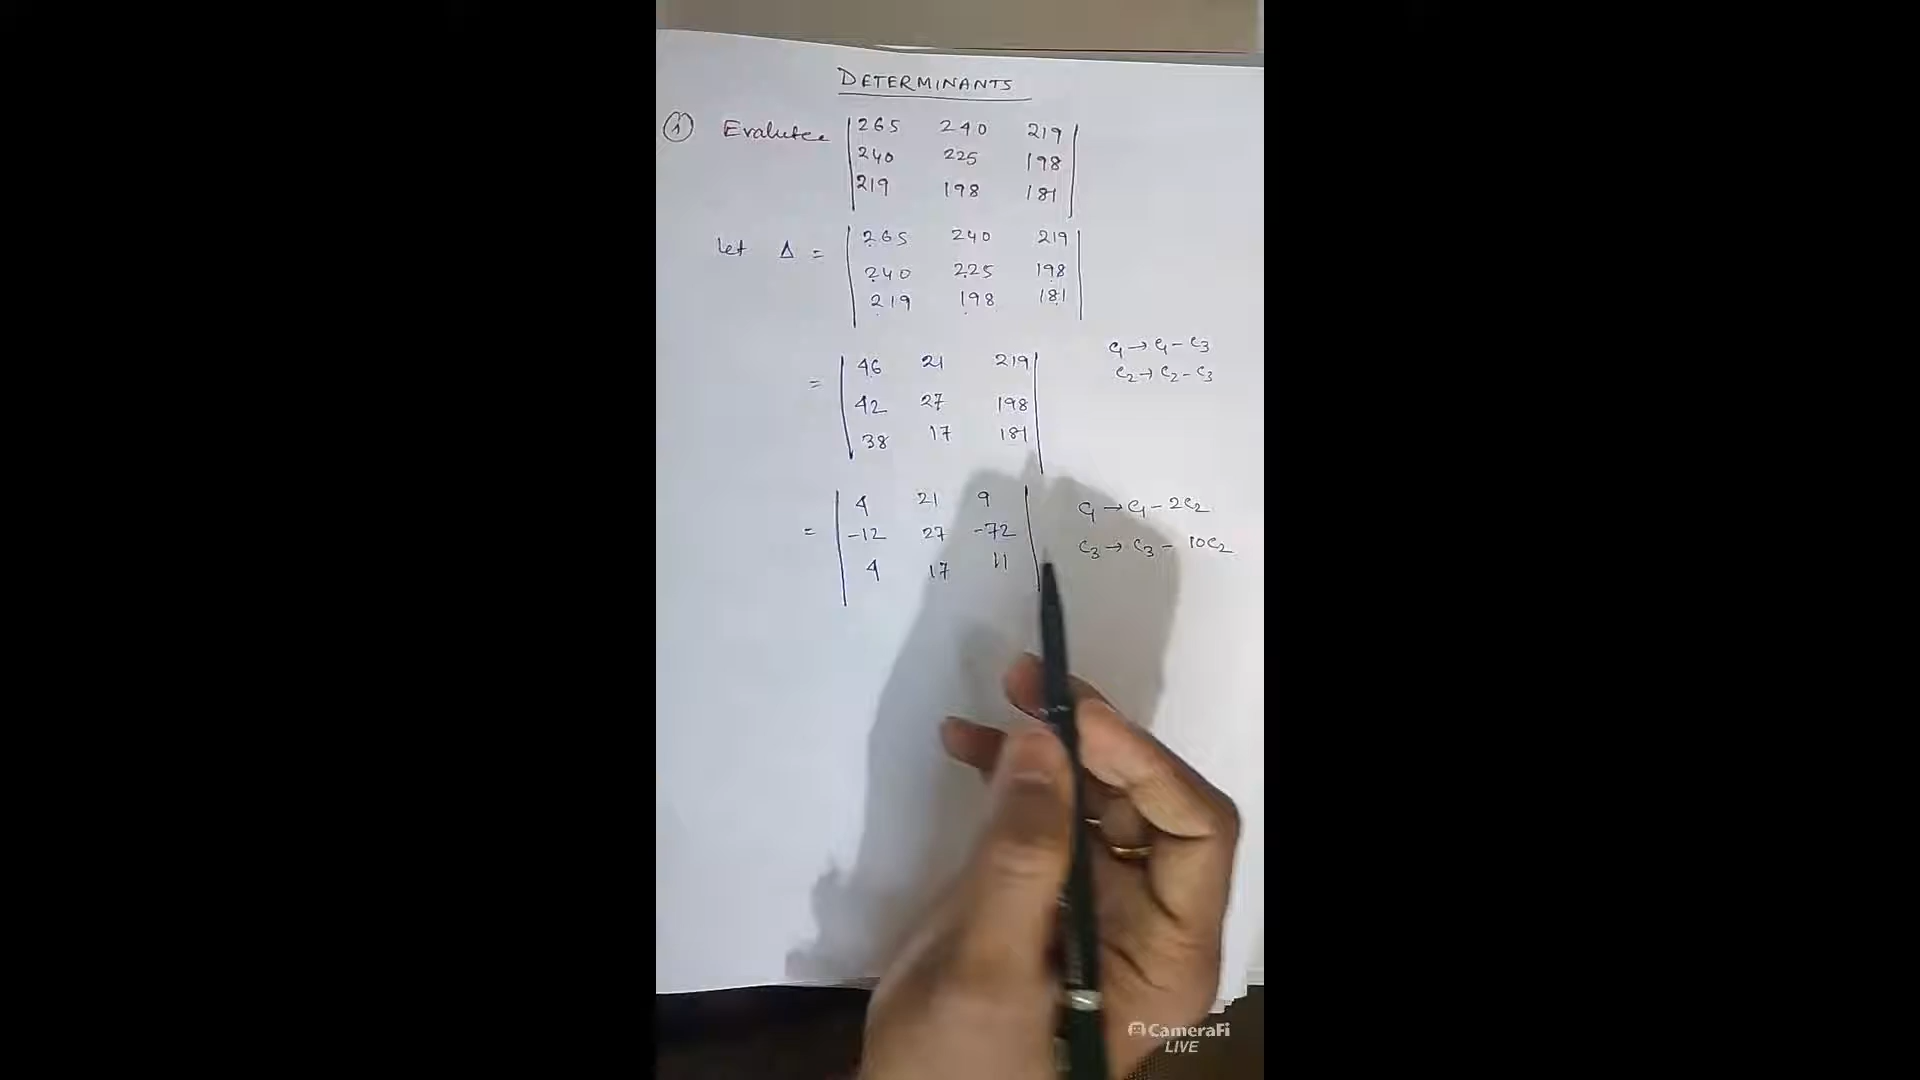 DETERMINANTS
① Evalutee | 265 240 219 |
| 240 225 198 |
| 219 198 181 |
let Δ = | 265 240 219 |
| 240 225 198 |
| 219 198 181 |
= | 46 21 219 | C1 → C1 - C3
| 42 27 198 | C2 → C2 - C3
| 38 17 181 |
= | 4 21 9 | C1 → C1 - 2C2
| -12 27 -72 | C3 → C3 - 10C2
| 4 17 11 |
CameraFi
LIVE